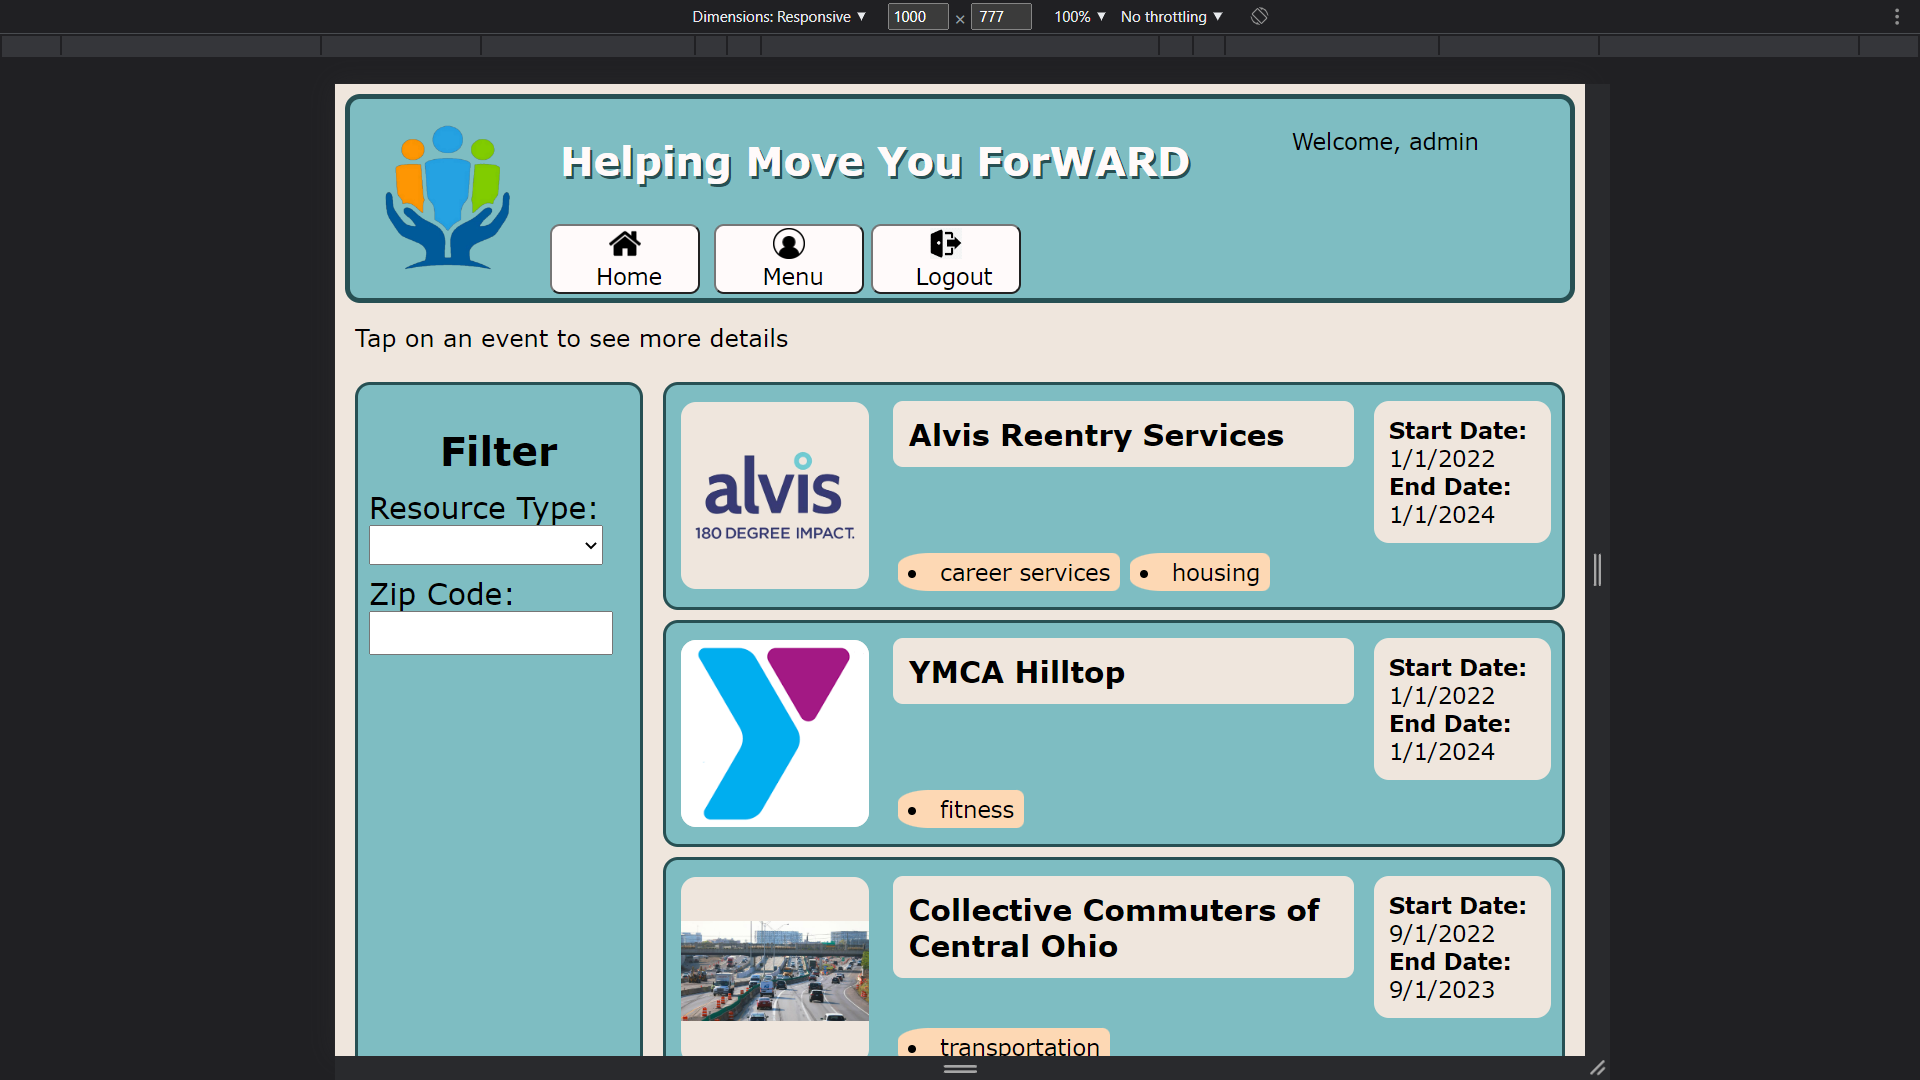 Dimensions: Responsive ▼ 1000 × 777 100% ▼ No throttling ▼
Helping Move You ForWARD
Welcome, admin
Home Menu Logout
Tap on an event to see more details
Filter
Resource Type:
Zip Code:
alvis
180 DEGREE IMPACT.
Alvis Reentry Services
Start Date:
1/1/2022
End Date:
1/1/2024
• career services • housing
YMCA Hilltop
Start Date:
1/1/2022
End Date:
1/1/2024
• fitness
Collective Commuters of
Central Ohio
Start Date:
9/1/2022
End Date:
9/1/2023
• transportation